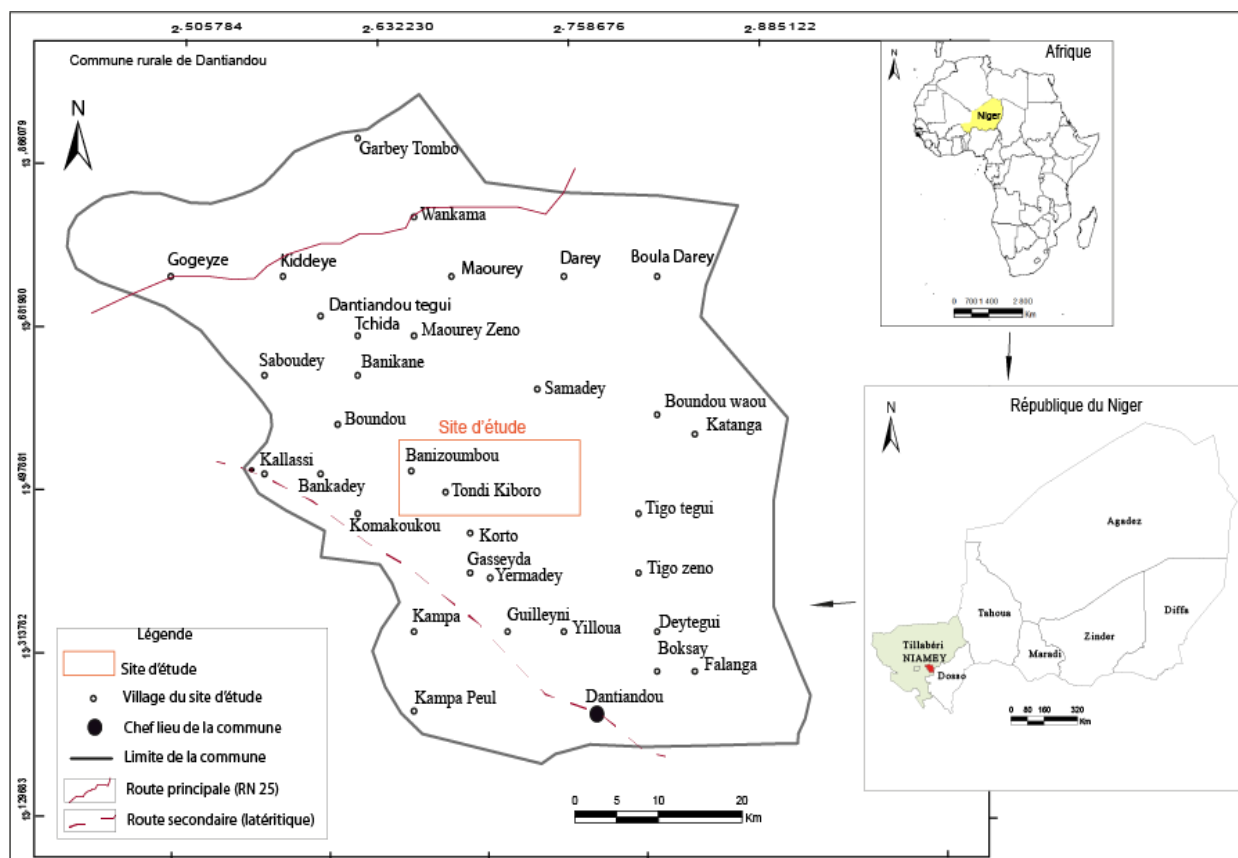 2.505784 2.632230 2.758676 2.885122
Commune rurale de Dantiandou
N
13,681980
13,497881
13,313782
13,129663
Garbey Tombo
Wankama
Gogeyze
Kiddeye
Maourey
Darey
Boula Darey
Dantiandou tegui
Tchida
Maourey Zeno
Saboudey
Banikane
Samadey
Boundou waou
Boundou
Katanga
Site d'étude
Banizoumbou
Kallassi
Bankadey
Tondi Kiboro
Komakoukou
Tigo tegui
Korto
Gasseyda
Yermadey
Tigo zeno
Kampa
Guilleyni
Yilloua
Deytegui
Boksay
Falanga
Kampa Peul
Dantiandou
Légende
Site d'étude
Village du site d'étude
Chef lieu de la commune
Limite de la commune
Route principale (RN 25)
Route secondaire (latéritique)
0 5 10 20
Km
Afrique
N
Niger
0 700 1 400 2 800
Km
République du Niger
N
Agadez
Tahoua
Diffa
Zinder
Maradi
Tillabéri
NIAMEY
Dosso
0 80 160 320
Km